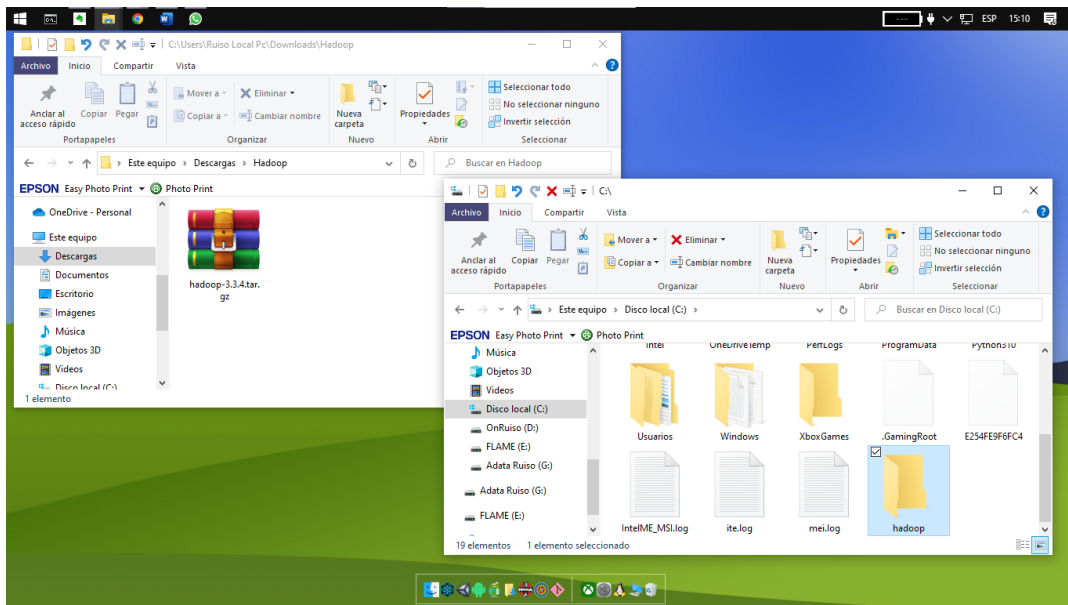 ESP 15:10
C:\Users\Ruiso Local Pc\Downloads\Hadoop
Archivo Inicio Compartir Vista
Anclar al acceso rápido
Copiar
Pegar
Mover a
Copiar a
Eliminar
Cambiar nombre
Nueva carpeta
Propiedades
Seleccionar todo
No seleccionar ninguno
Invertir selección
Portapapeles Organizar Nuevo Abrir Seleccionar
Este equipo > Descargas > Hadoop
Buscar en Hadoop
EPSON Easy Photo Print Photo Print
OneDrive - Personal
Este equipo
Descargas
Documentos
Escritorio
Imágenes
Música
Objetos 3D
Videos
Disco local (C:)
hadoop-3.3.4.tar.
gz
1 elemento
C:\
Archivo Inicio Compartir Vista
Anclar al acceso rápido
Copiar
Pegar
Mover a
Copiar a
Eliminar
Cambiar nombre
Nueva carpeta
Propiedades
Seleccionar todo
No seleccionar ninguno
Invertir selección
Portapapeles Organizar Nuevo Abrir Seleccionar
Este equipo > Disco local (C:) >
Buscar en Disco local (C:)
EPSON Easy Photo Print Photo Print
Música
Objetos 3D
Videos
Disco local (C:)
OnRuiso (D:)
FLAME (E:)
Adata Ruiso (G:)
Adata Ruiso (G:)
FLAME (E:)
Intel OneDriveTemp PerfLogs ProgramData Python310
Usuarios Windows XboxGames .GamingRoot E254FE9F6FC4
IntelME_MSI.log ite.log mei.log hadoop
19 elementos 1 elemento seleccionado